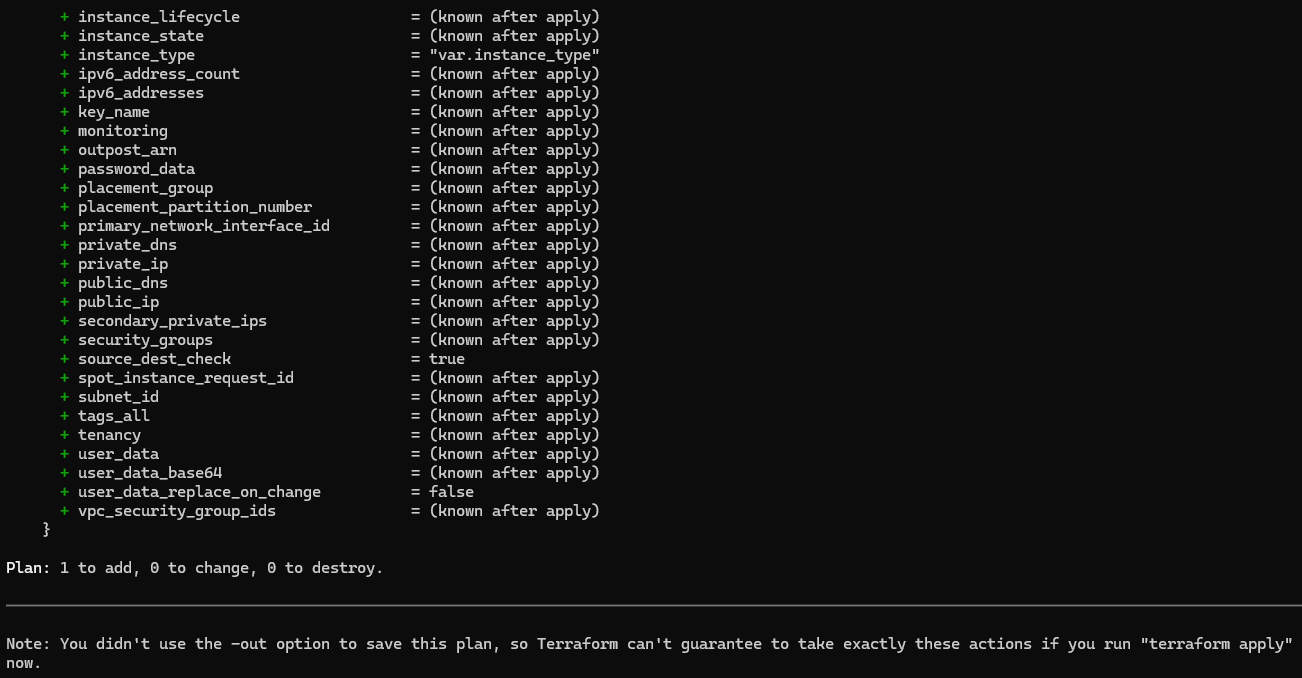 + instance_lifecycle = (known after apply)
+ instance_state = (known after apply)
+ instance_type = "var.instance_type"
+ ipv6_address_count = (known after apply)
+ ipv6_addresses = (known after apply)
+ key_name = (known after apply)
+ monitoring = (known after apply)
+ outpost_arn = (known after apply)
+ password_data = (known after apply)
+ placement_group = (known after apply)
+ placement_partition_number = (known after apply)
+ primary_network_interface_id = (known after apply)
+ private_dns = (known after apply)
+ private_ip = (known after apply)
+ public_dns = (known after apply)
+ public_ip = (known after apply)
+ secondary_private_ips = (known after apply)
+ security_groups = (known after apply)
+ source_dest_check = true
+ spot_instance_request_id = (known after apply)
+ subnet_id = (known after apply)
+ tags_all = (known after apply)
+ tenancy = (known after apply)
+ user_data = (known after apply)
+ user_data_base64 = (known after apply)
+ user_data_replace_on_change = false
+ vpc_security_group_ids = (known after apply)
}
Plan: 1 to add, 0 to change, 0 to destroy.
Note: You didn't use the -out option to save this plan, so Terraform can't guarantee to take exactly these actions if you run "terraform apply"
now.